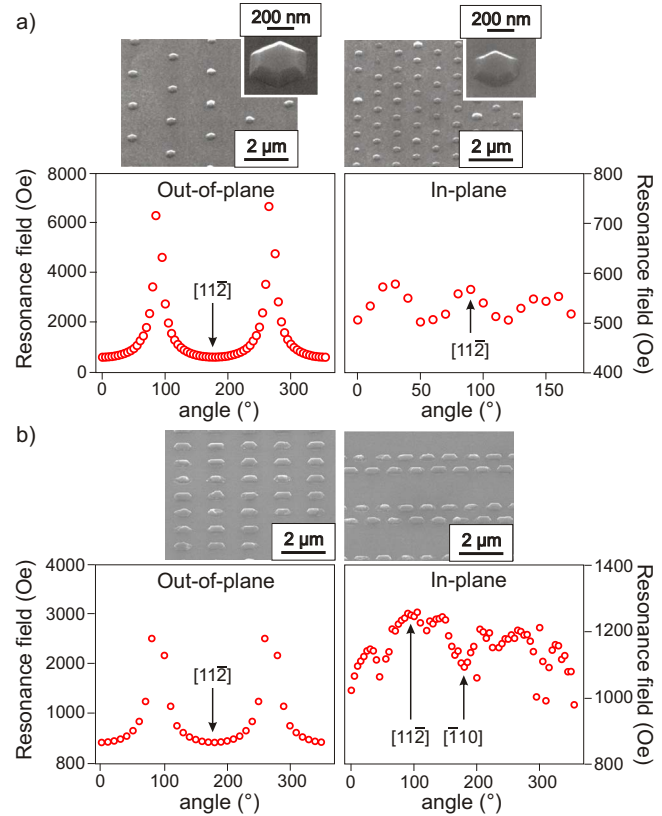 a)
200 nm
200 nm
2 µm
2 µm
Out-of-plane
In-plane
Resonance field (Oe)
8000
6000
4000
2000
0
[112̄]
0 100 200 300
angle (°)
800
700
600
500
400
Resonance field (Oe)
[112̄]
0 50 100 150
angle (°)
b)
2 µm
2 µm
Out-of-plane
In-plane
Resonance field (Oe)
4000
3000
2000
1000
800
[112̄]
0 100 200 300
angle (°)
1400
1200
1000
800
Resonance field (Oe)
[112̄]
[1̄10]
0 100 200 300
angle (°)